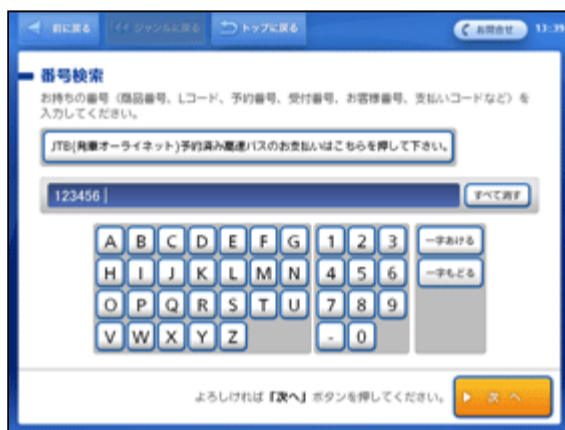 前に戻る
ジャンルに戻る
トップに戻る
お問合せ
13:39
番号検索
お持ちの番号（商品番号、Lコード、予約番号、受付番号、お客様番号、支払いコードなど）を
入力してください。
JTB(発車オーライネット)予約済み高速バスのお支払いはこちらを押して下さい。
123456
すべて消す
A B C D E F G 1 2 3 一字あける
H I J K L M N 4 5 6 一字もどる
O P Q R S T U 7 8 9
V W X Y Z - 0
よろしければ「次へ」ボタンを押してください。
次へ